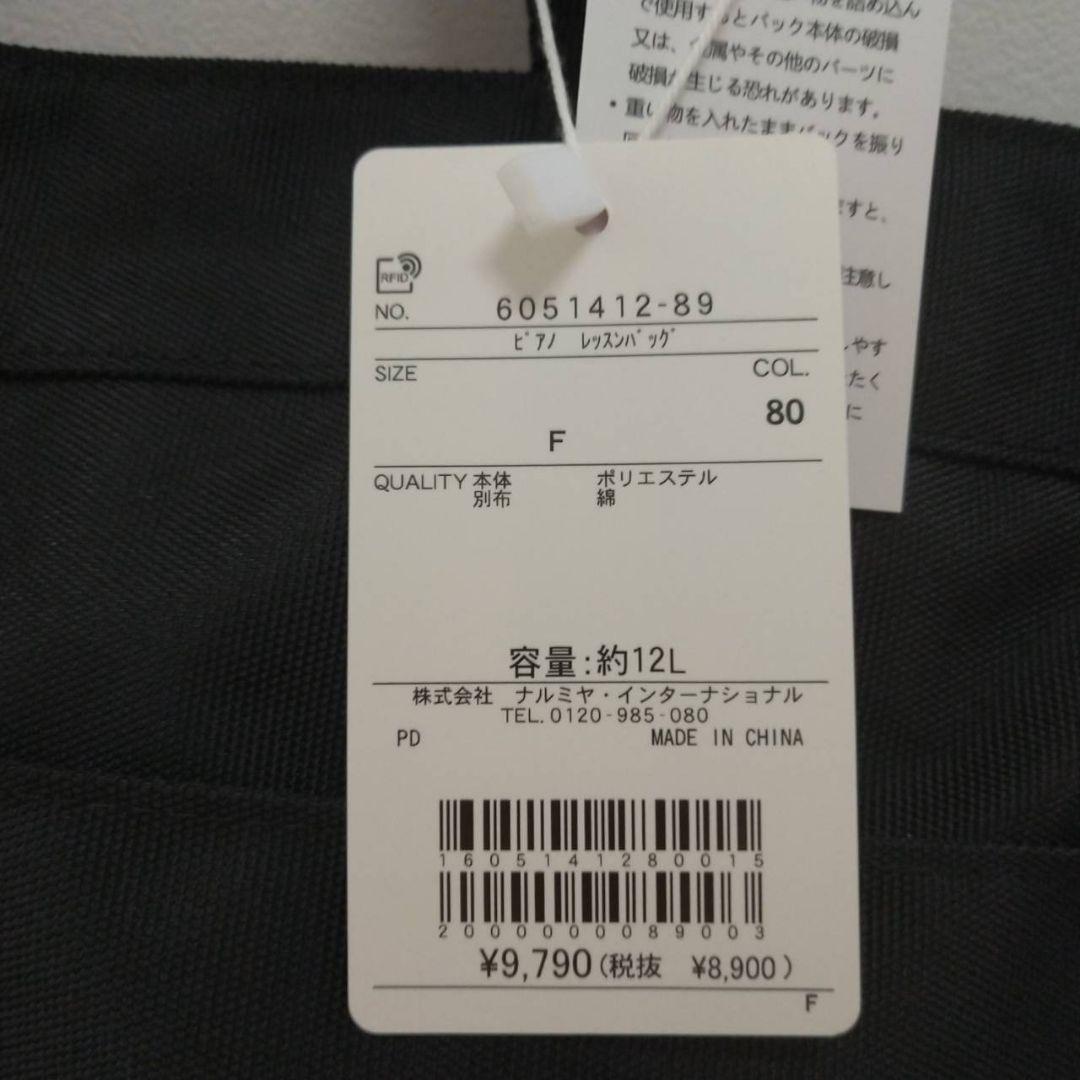 で使用するとバック本体の破損
又は、金属やその他のパーツに
破損が生じる恐れがあります。
•重い物を入れたままバックを振り
ますと、
注意し
しやす
たく
に
RFID
NO. 6051412-89
ﾋﾟｱﾉ ﾚｯｽﾝﾊﾞｯｸﾞ
SIZE COL.
80
F
QUALITY 本体 ポリエステル
別布 綿
容量:約12L
株式会社 ナルミヤ・インターナショナル
TEL.0120-985-080
PD MADE IN CHINA
1605141280015
2000000089003
¥9,790(税抜 ¥8,900)
F